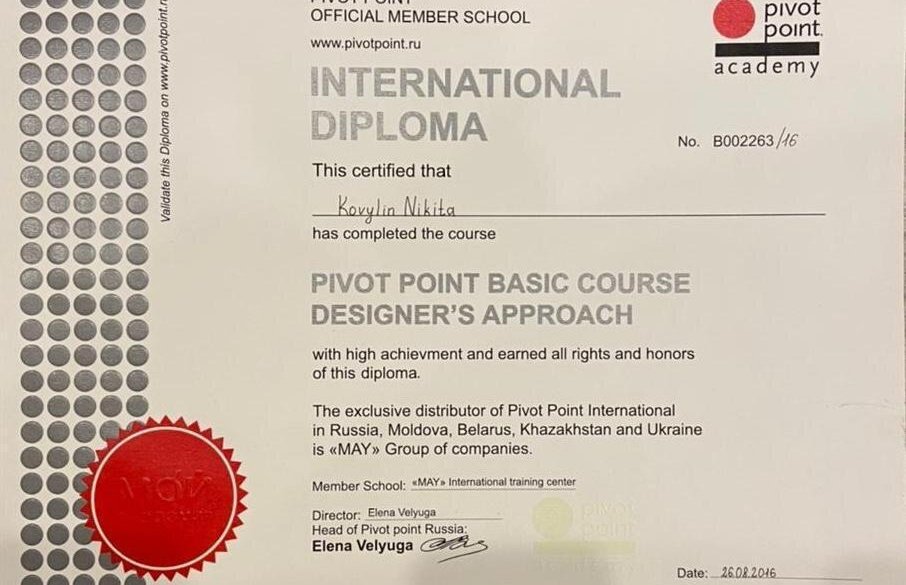 PIVOT POINT
OFFICIAL MEMBER SCHOOL
www.pivotpoint.ru
pivot
point.
academy
INTERNATIONAL
DIPLOMA
No. B002263/16
Validate this Diploma on www.pivotpoint.r
This certified that
Kovylin Nikita
has completed the course
PIVOT POINT BASIC COURSE
DESIGNER'S APPROACH
with high achievment and earned all rights and honors
of this diploma.
The exclusive distributor of Pivot Point International
in Russia, Moldova, Belarus, Khazakhstan and Ukraine
is «MAY» Group of companies.
Member School: «MAY» International training center
Director: Elena Velyuga
Head of Pivot point Russia:
Elena Velyuga
pivot
point
Date: 26.08.2016